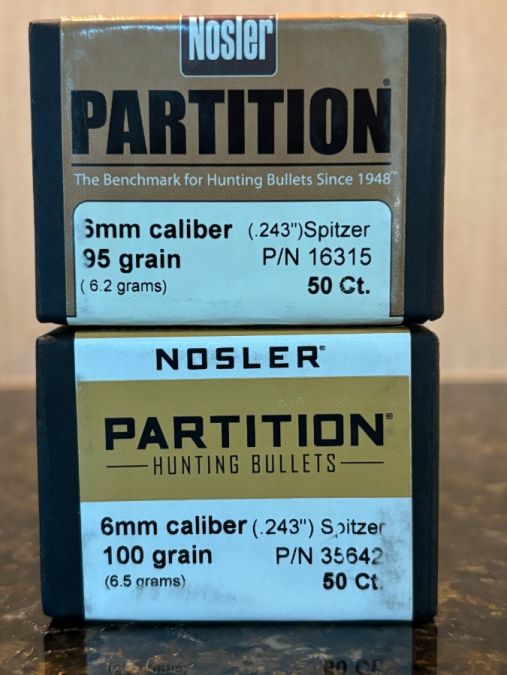 Nosler
PARTITION®
The Benchmark for Hunting Bullets Since 1948™
6mm caliber (.243") Spitzer
95 grain P/N 16315
(6.2 grams) 50 Ct.
NOSLER®
PARTITION®
HUNTING BULLETS
6mm caliber (.243") Spitzer
100 grain P/N 35642
(6.5 grams) 50 Ct.